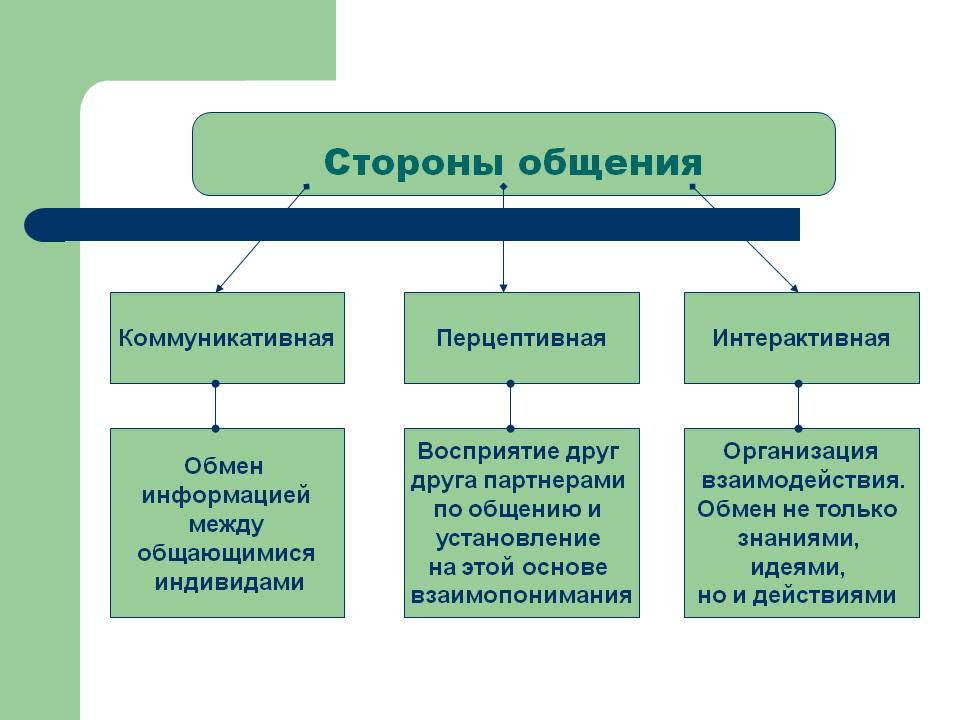 Стороны общения
Коммуникативная
Перцептивная
Интерактивная
Обмен
информацией
между
общающимися
индивидами
Восприятие друг
друга партнерами
по общению и
установление
на этой основе
взаимопонимания
Организация
взаимодействия.
Обмен не только
знаниями,
идеями,
но и действиями